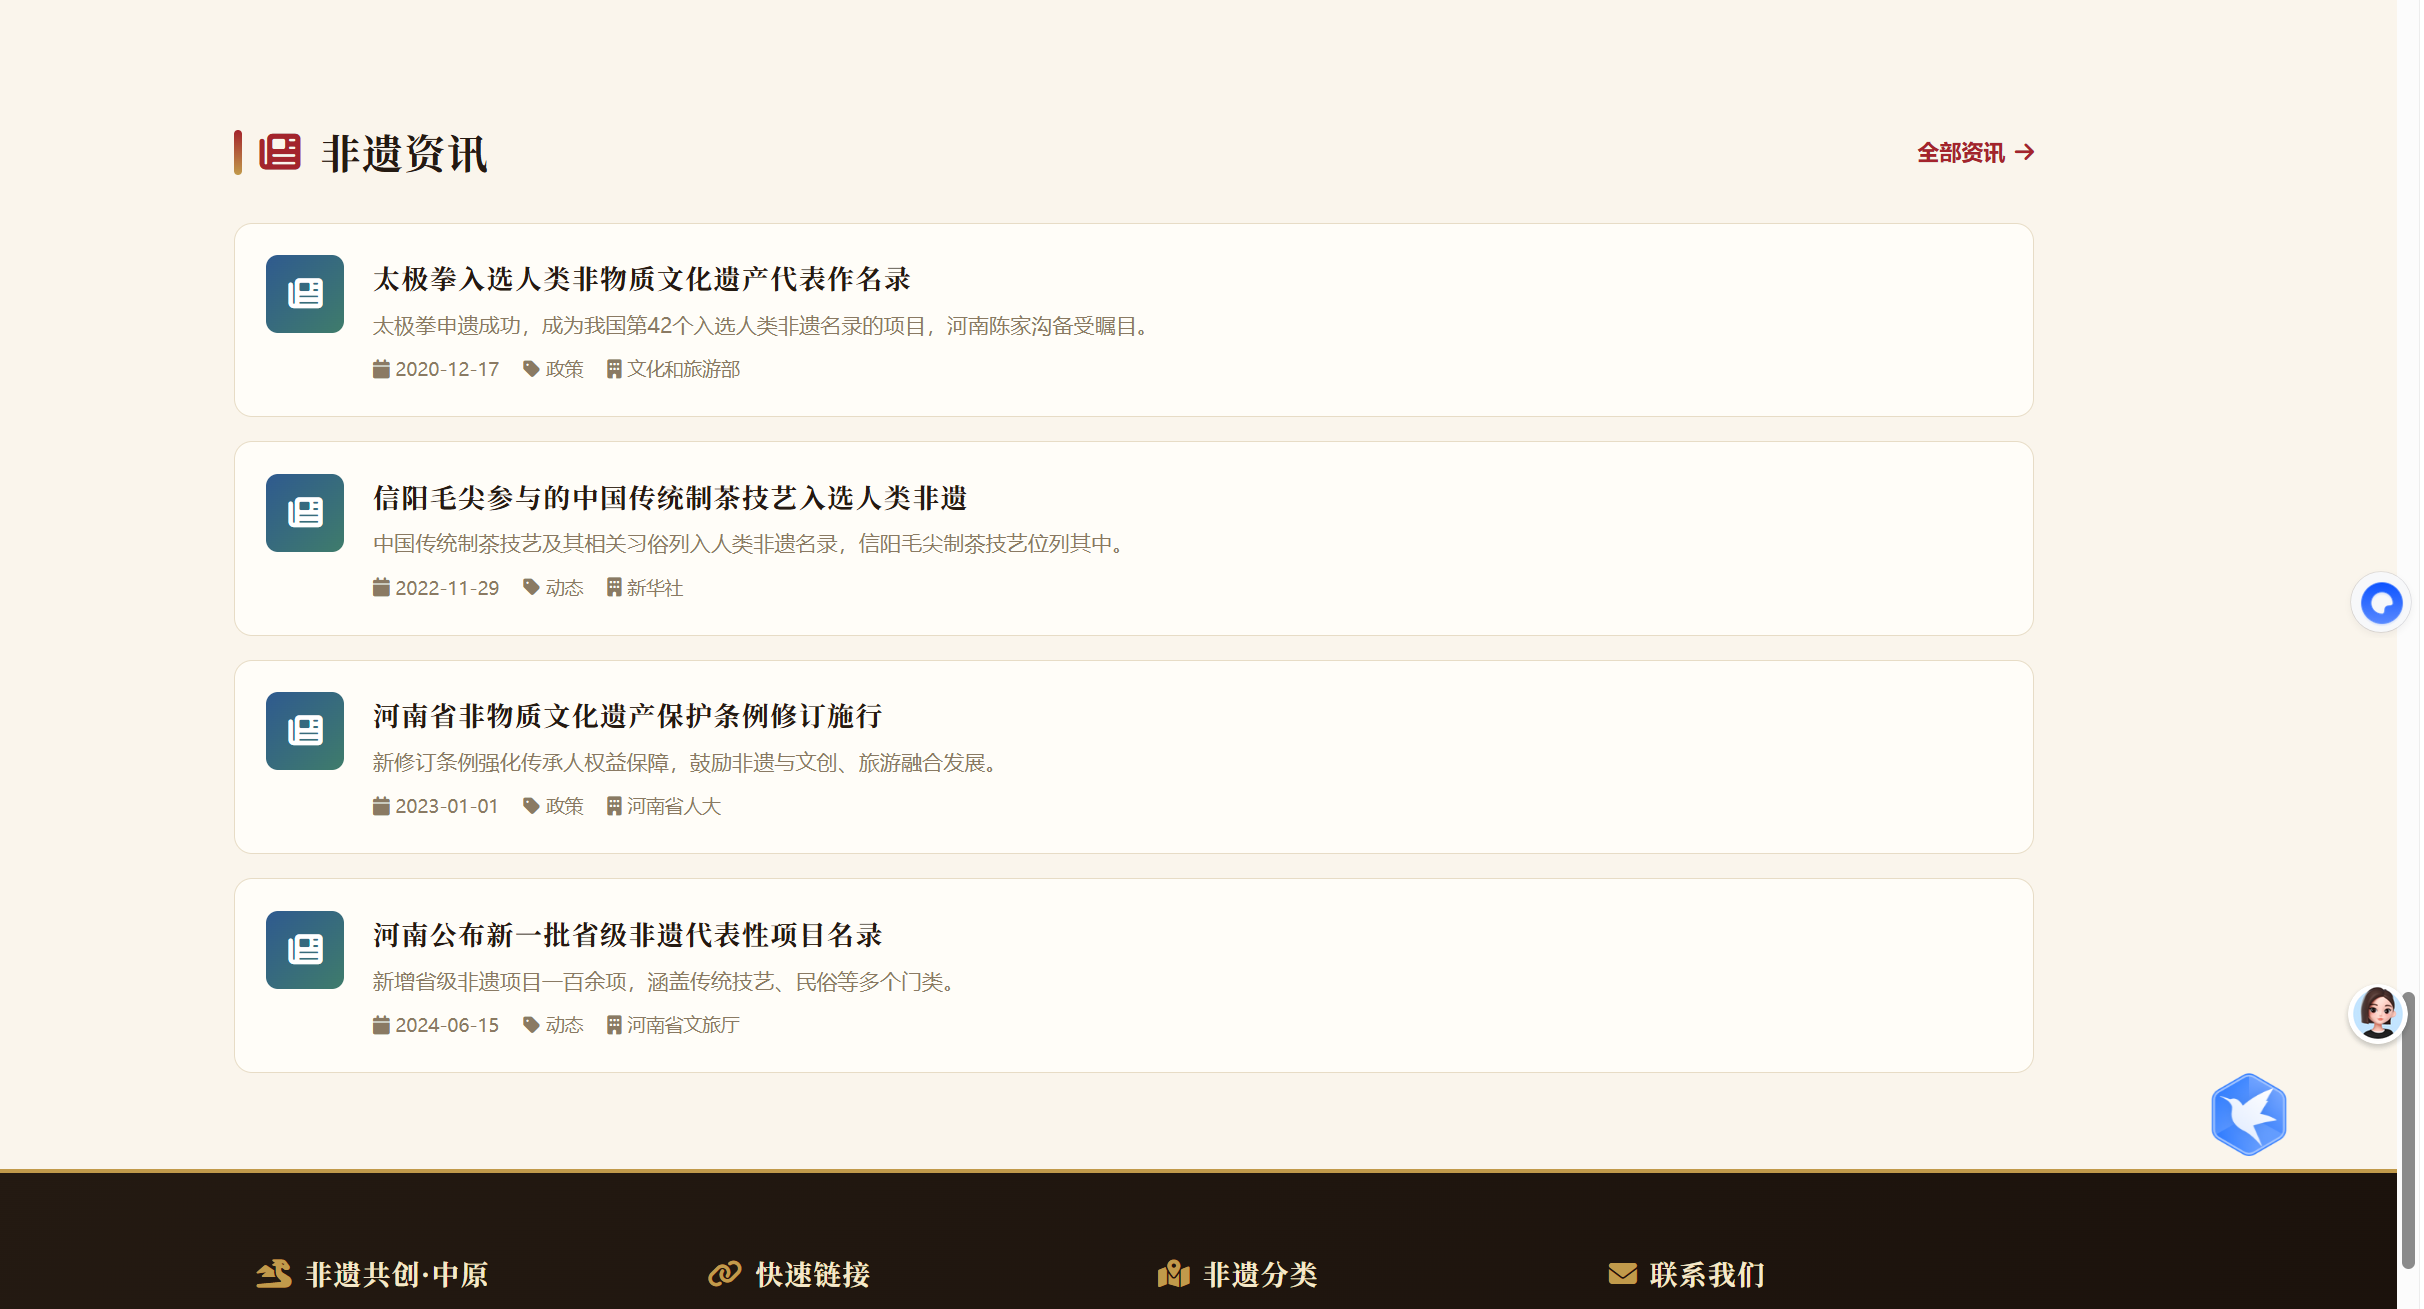 非遗资讯
全部资讯
太极拳入选人类非物质文化遗产代表作名录
太极拳申遗成功，成为我国第42个入选人类非遗名录的项目，河南陈家沟备受瞩目。
2020-12-17 政策 文化和旅游部
信阳毛尖参与的中国传统制茶技艺入选人类非遗
中国传统制茶技艺及其相关习俗列入人类非遗名录，信阳毛尖制茶技艺位列其中。
2022-11-29 动态 新华社
河南省非物质文化遗产保护条例修订施行
新修订条例强化传承人权益保障，鼓励非遗与文创、旅游融合发展。
2023-01-01 政策 河南省人大
河南公布新一批省级非遗代表性项目名录
新增省级非遗项目一百余项，涵盖传统技艺、民俗等多个门类。
2024-06-15 动态 河南省文旅厅
非遗共创·中原
快速链接
非遗分类
联系我们